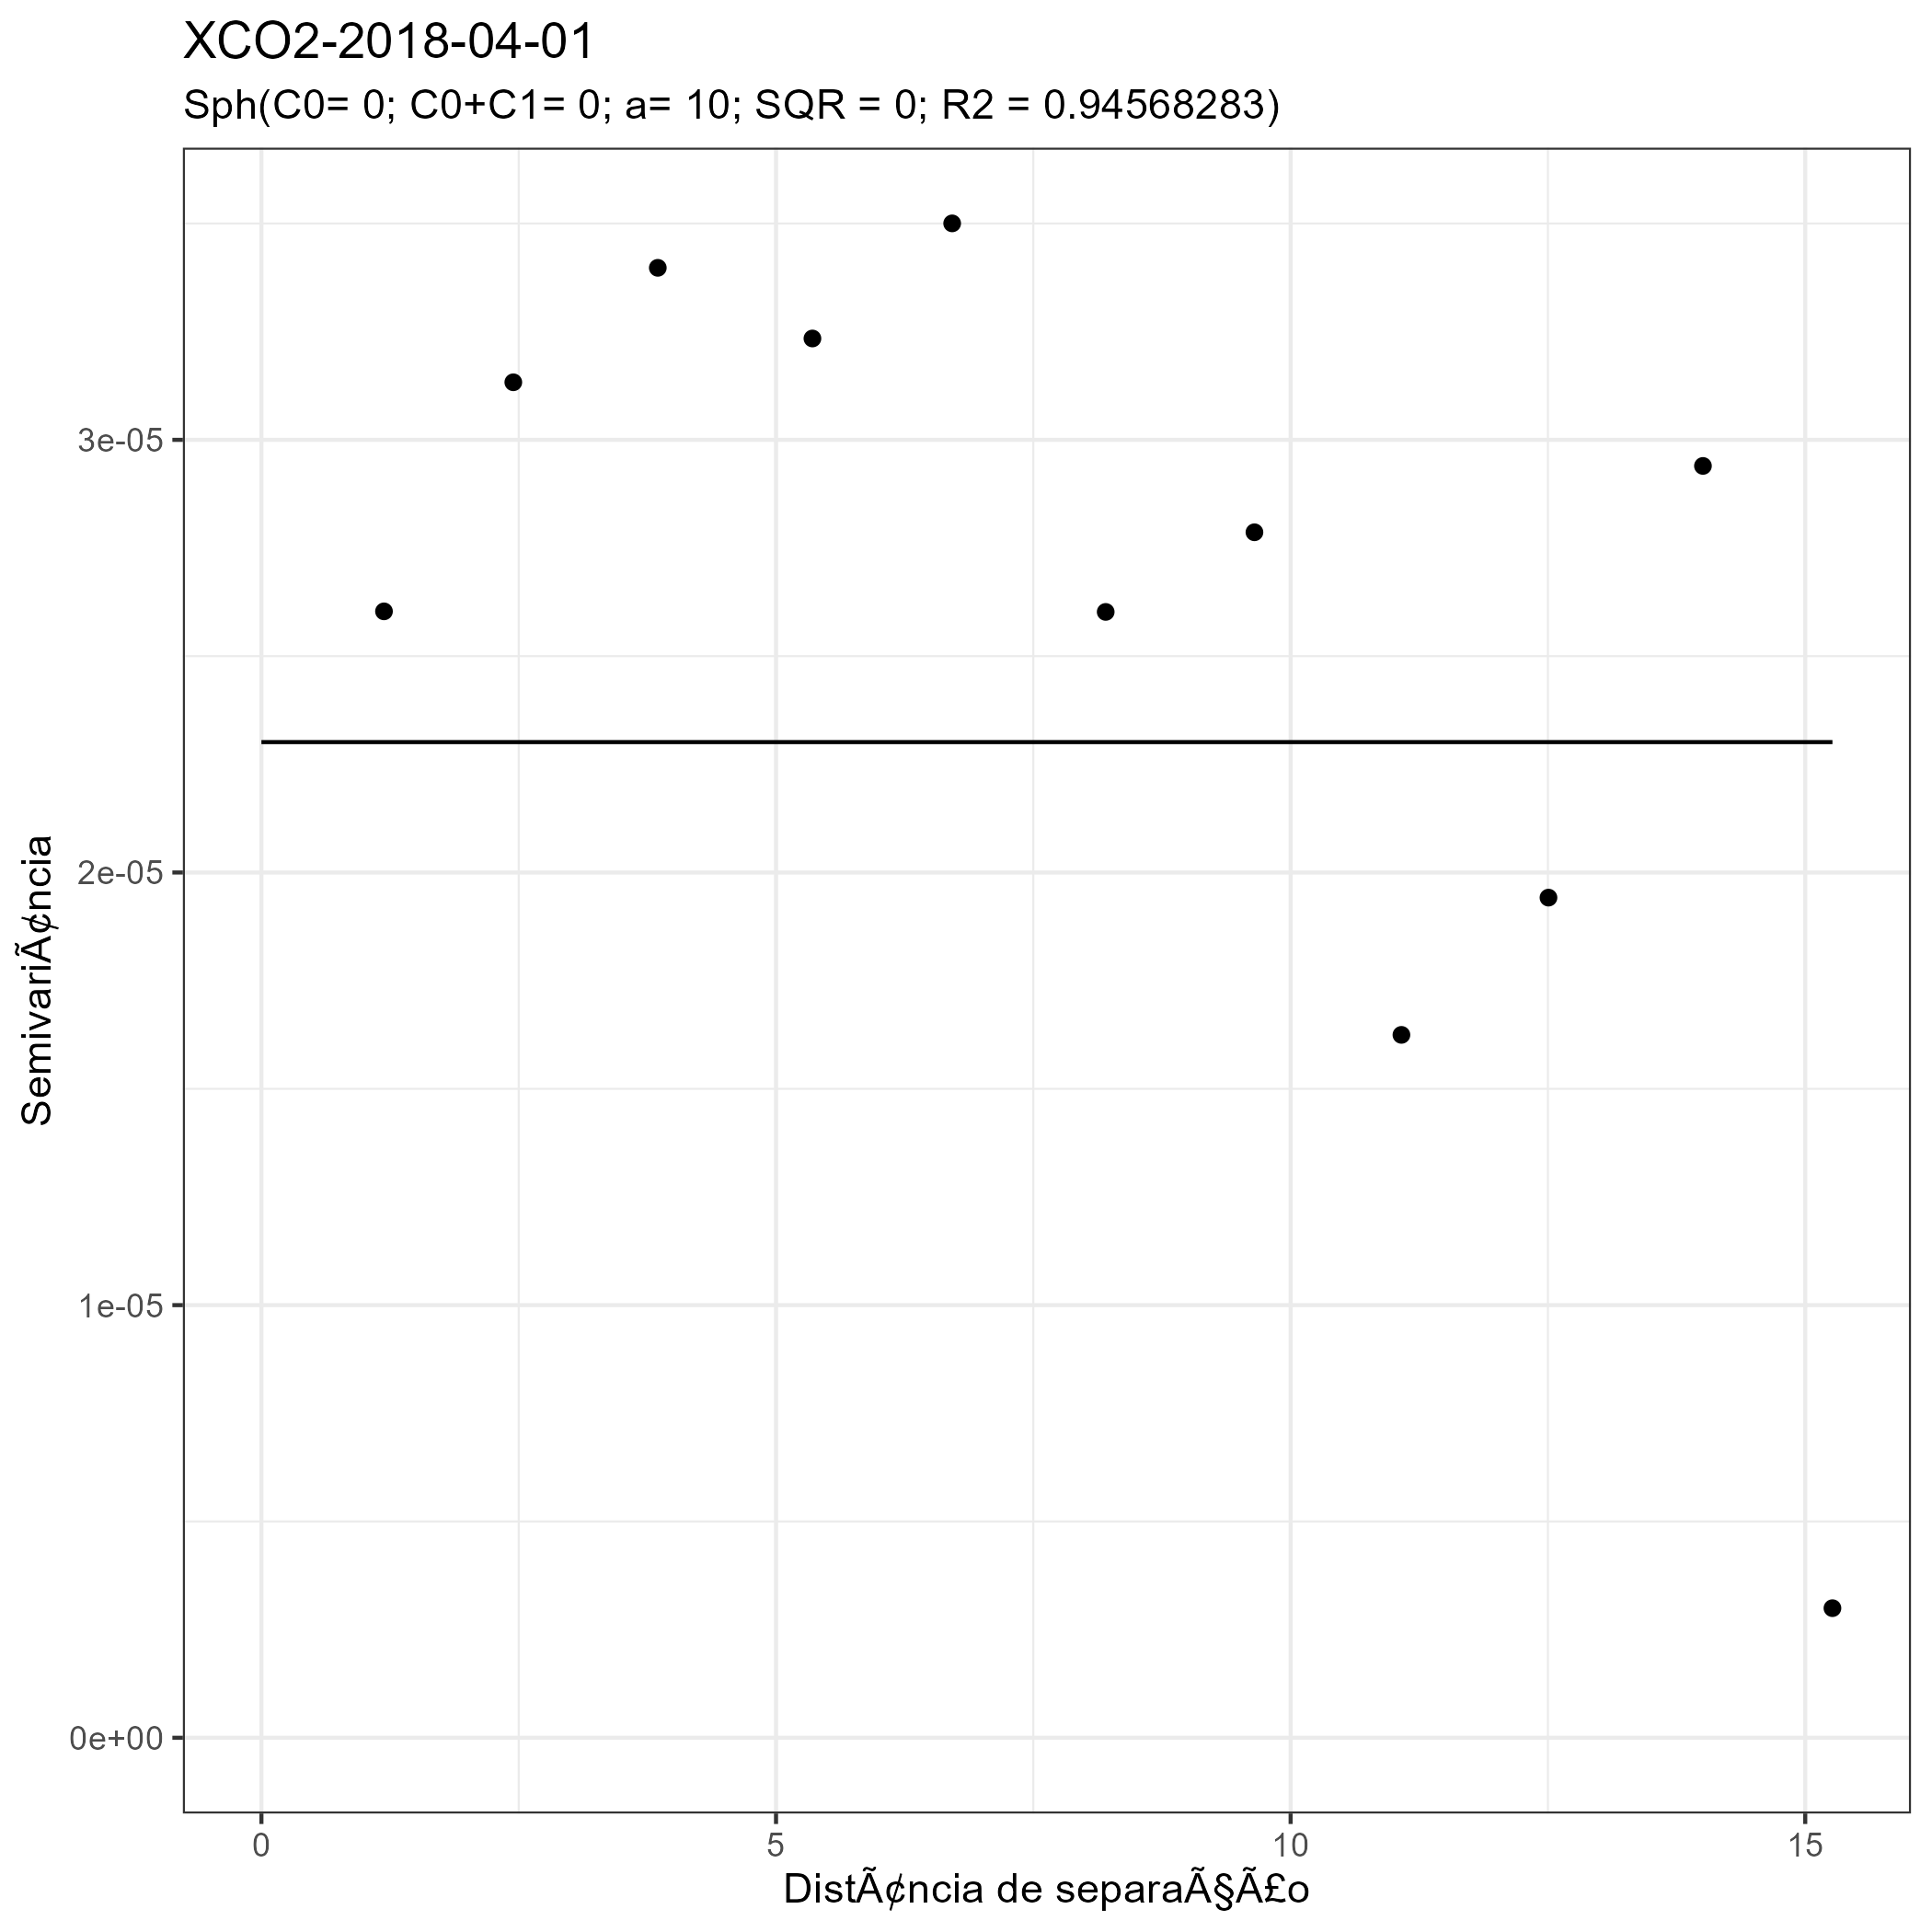 XCO2-2018-04-01
Sph(C0= 0; C0+C1= 0; a= 10; SQR = 0; R2 = 0.94568283)
SemivariÃ¢ncia
3e-05
2e-05
1e-05
0e+00
0
5
10
15
DistÃ¢ncia de separaÃ§Ã£o